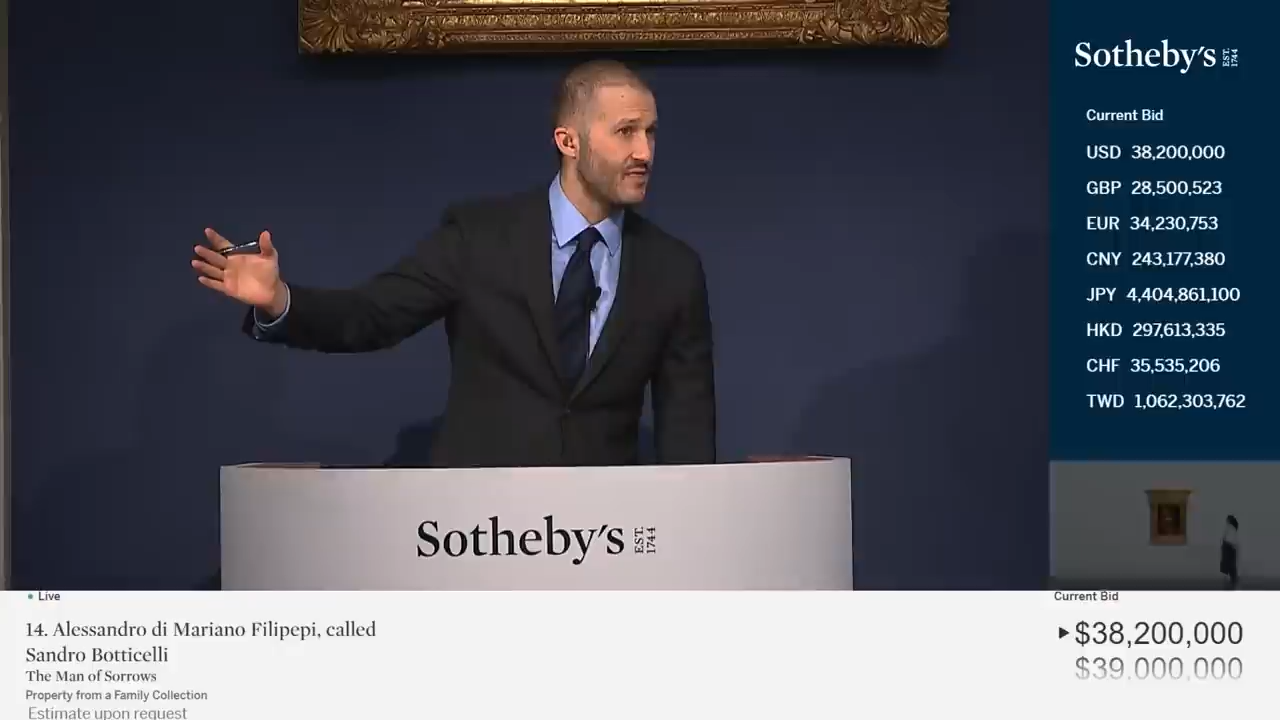 Sotheby's EST. 1744
Current Bid
USD 38,200,000
GBP 28,500,523
EUR 34,230,753
CNY 243,177,380
JPY 4,404,861,100
HKD 297,613,335
CHF 35,535,206
TWD 1,062,303,762
Sotheby's EST. 1744
Live
14. Alessandro di Mariano Filipepi, called
Sandro Botticelli
The Man of Sorrows
Property from a Family Collection
Estimate upon request
Current Bid
$38,200,000
$39,000,000